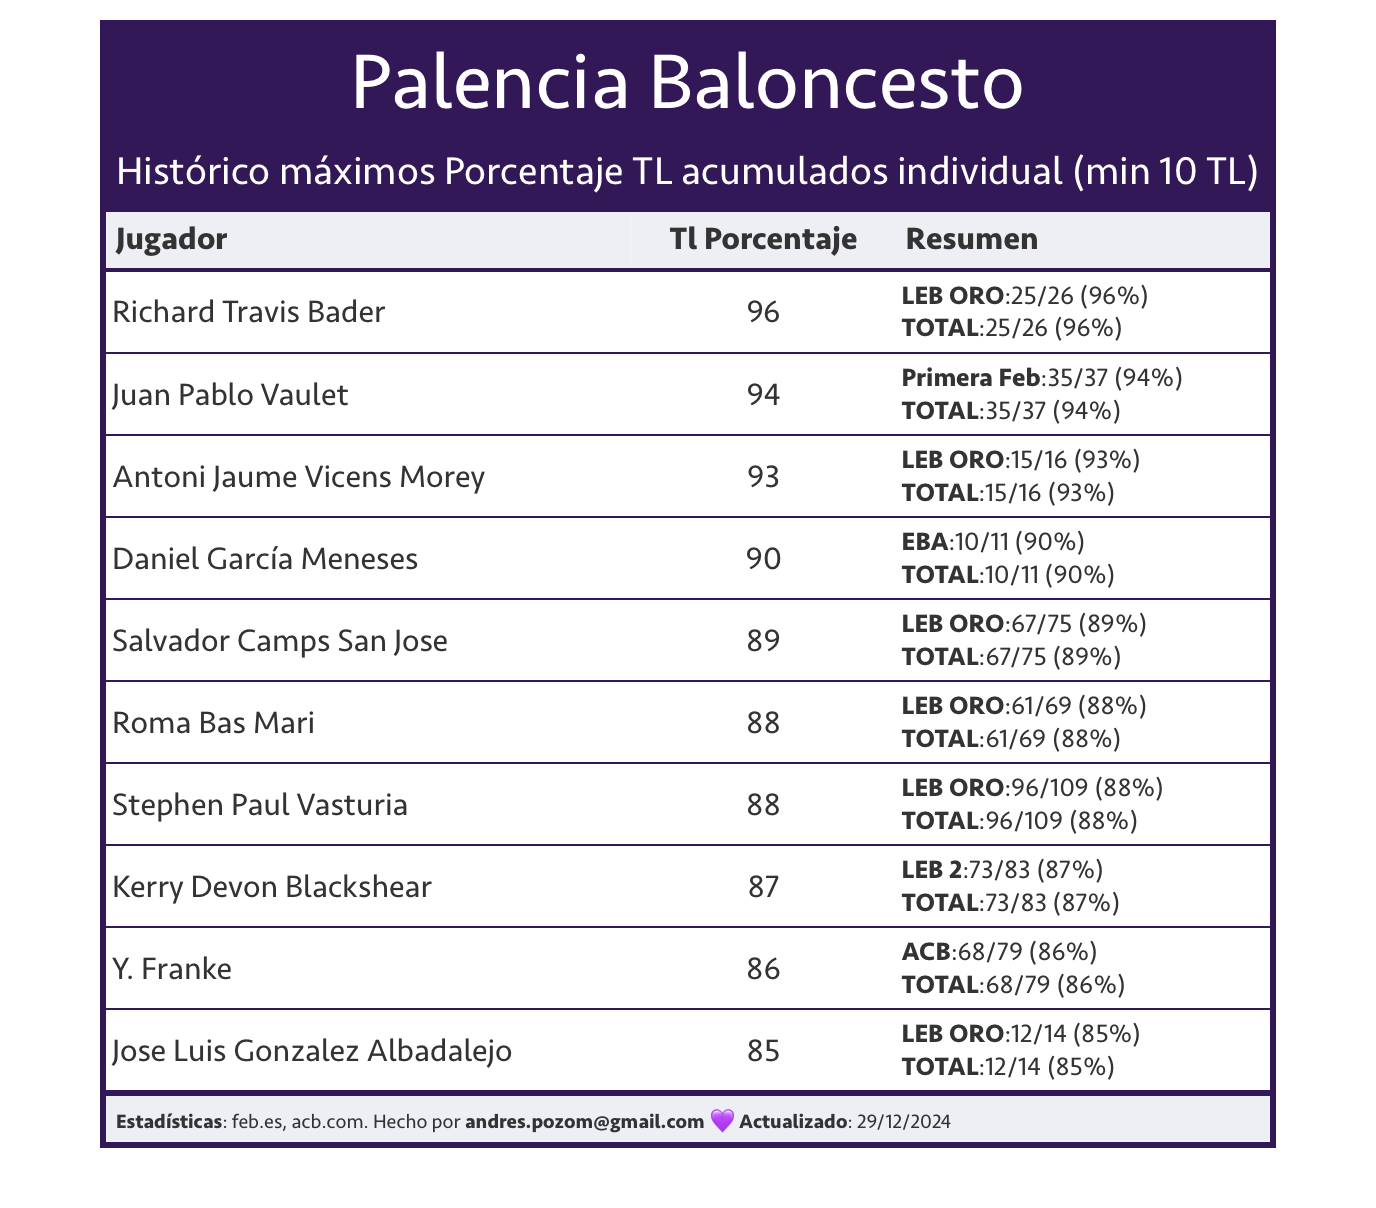 Palencia Baloncesto
Histórico máximos Porcentaje TL acumulados individual (min 10 TL)
Jugador Tl Porcentaje Resumen
Richard Travis Bader 96 LEB ORO:25/26 (96%)
TOTAL:25/26 (96%)
Juan Pablo Vaulet 94 Primera Feb:35/37 (94%)
TOTAL:35/37 (94%)
Antoni Jaume Vicens Morey 93 LEB ORO:15/16 (93%)
TOTAL:15/16 (93%)
Daniel García Meneses 90 EBA:10/11 (90%)
TOTAL:10/11 (90%)
Salvador Camps San Jose 89 LEB ORO:67/75 (89%)
TOTAL:67/75 (89%)
Roma Bas Mari 88 LEB ORO:61/69 (88%)
TOTAL:61/69 (88%)
Stephen Paul Vasturia 88 LEB ORO:96/109 (88%)
TOTAL:96/109 (88%)
Kerry Devon Blackshear 87 LEB 2:73/83 (87%)
TOTAL:73/83 (87%)
Y. Franke 86 ACB:68/79 (86%)
TOTAL:68/79 (86%)
Jose Luis Gonzalez Albadalejo 85 LEB ORO:12/14 (85%)
TOTAL:12/14 (85%)
Estadísticas: feb.es, acb.com. Hecho por andres.pozom@gmail.com 💜 Actualizado: 29/12/2024